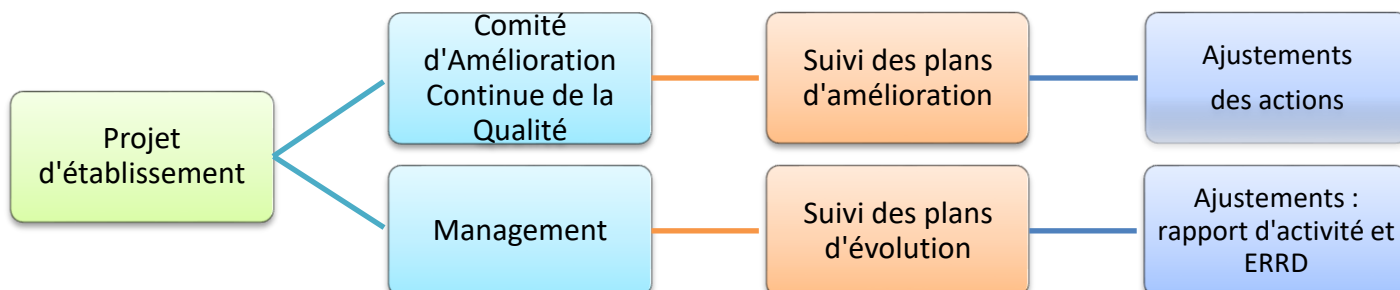 Projet
d'établissement
Comité
d'Amélioration
Continue de la
Qualité
Suivi des plans
d'amélioration
Ajustements
des actions
Management
Suivi des plans
d'évolution
Ajustements :
rapport d'activité et
ERRD